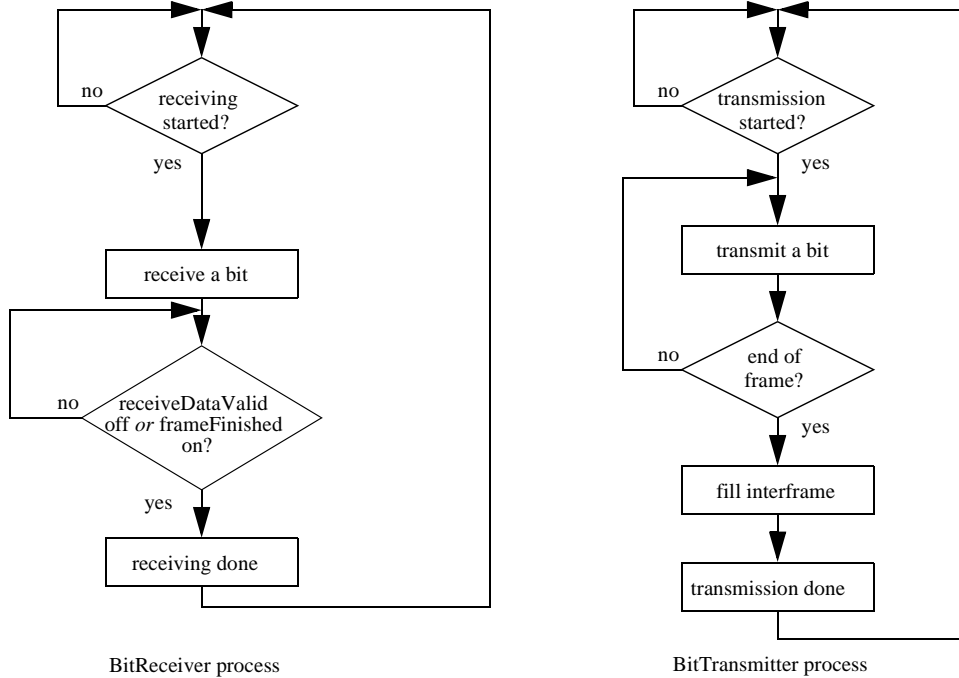 no
receiving
started?
yes
receive a bit
no
receiveDataValid
off or frameFinished
on?
yes
receiving done
BitReceiver process
no
transmission
started?
yes
transmit a bit
no
end of
frame?
yes
fill interframe
transmission done
BitTransmitter process